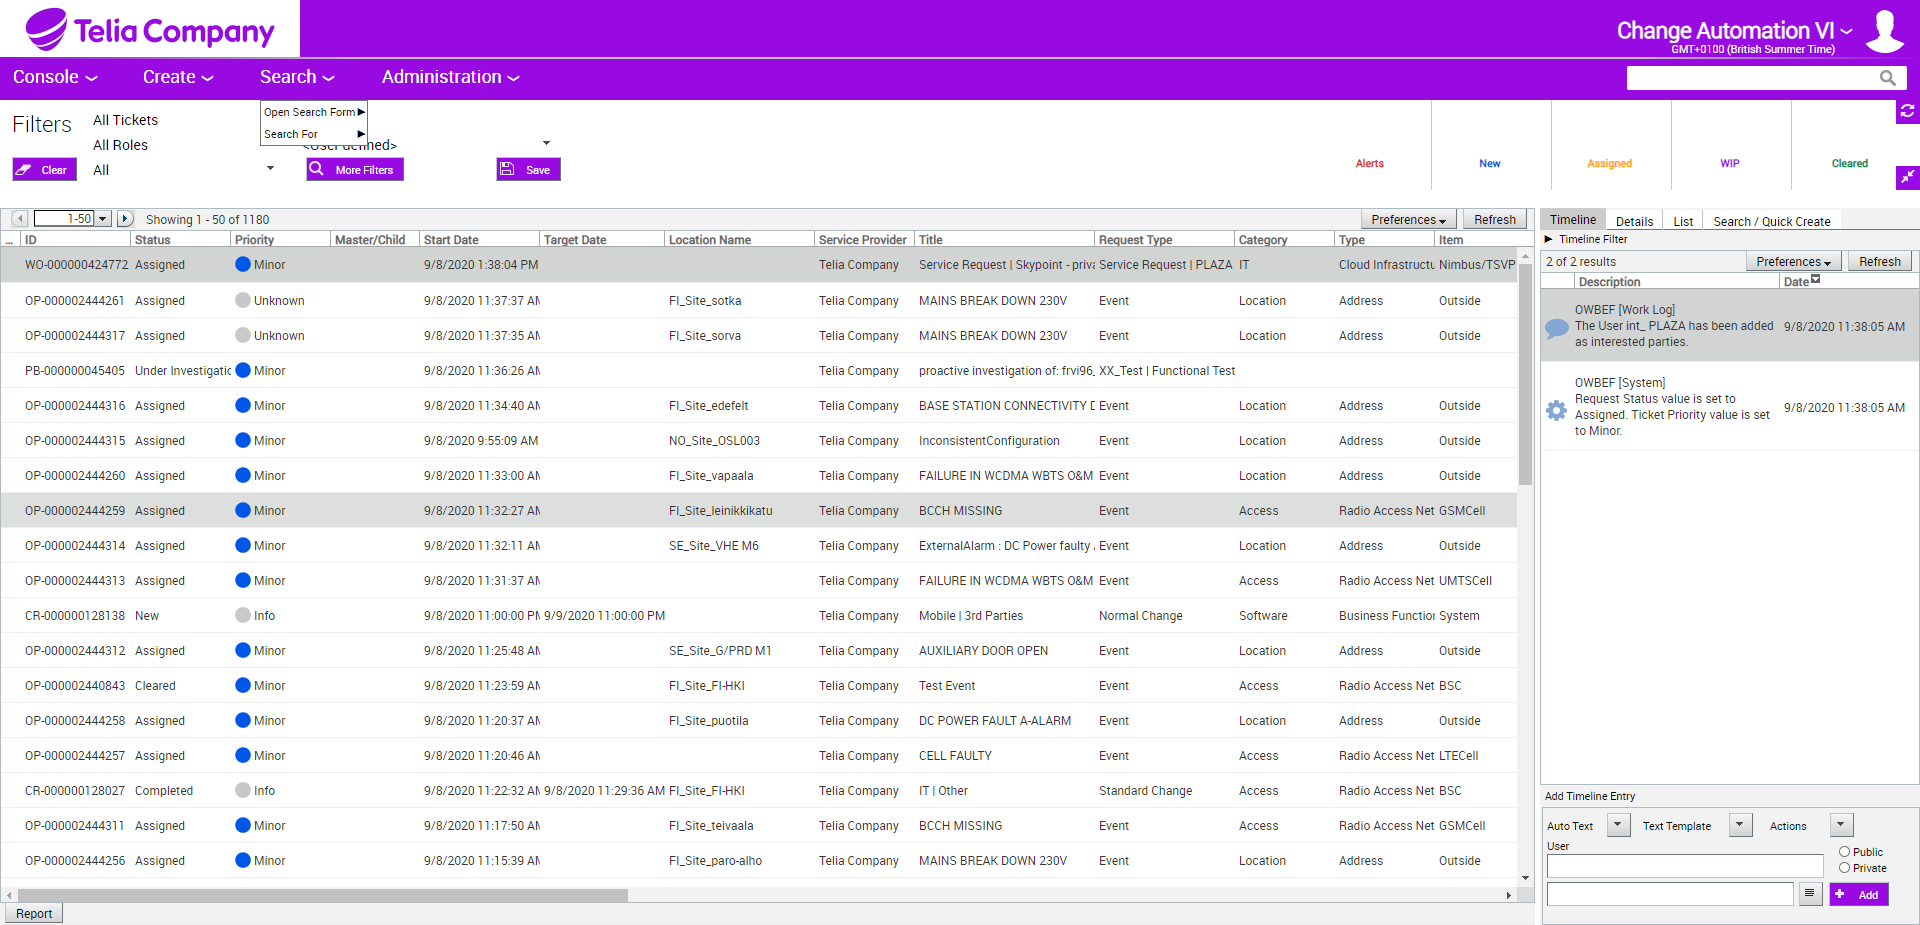 Telia Company
Change Automation VI
GMT+0100 (British Summer Time)
Console Create Search Administration
Open Search Form
Search For
Filters
All Tickets
All Roles
All
Clear
More Filters
Save
Alerts New Assigned WIP Cleared
1-50 Showing 1 - 50 of 1180 Preferences Refresh
... ID Status Priority Master/Child Start Date Target Date Location Name Service Provider Title Request Type Category Type Item
WO-000000424772 Assigned Minor 9/8/2020 1:38:04 PM Telia Company Service Request | Skypoint - priva Service Request | PLAZA IT Cloud Infrastructu Nimbus/TSVP
OP-000002444261 Assigned Unknown 9/8/2020 11:37:37 AM FI_Site_sotka Telia Company MAINS BREAK DOWN 230V Event Location Address Outside
OP-000002444317 Assigned Unknown 9/8/2020 11:37:35 AM FI_Site_sorva Telia Company MAINS BREAK DOWN 230V Event Location Address Outside
PB-000000045405 Under Investigatio Minor 9/8/2020 11:36:26 AM Telia Company proactive investigation of: frvi96_ XX_Test | Functional Test
OP-000002444316 Assigned Minor 9/8/2020 11:34:40 AM FI_Site_edefelt Telia Company BASE STATION CONNECTIVITY D Event Location Address Outside
OP-000002444315 Assigned Minor 9/8/2020 9:55:09 AM NO_Site_OSL003 Telia Company InconsistentConfiguration Event Location Address Outside
OP-000002444260 Assigned Minor 9/8/2020 11:33:00 AM FI_Site_vapaala Telia Company FAILURE IN WCDMA WBTS O&M Event Location Address Outside
OP-000002444259 Assigned Minor 9/8/2020 11:32:27 AM FI_Site_leinikkikatu Telia Company BCCH MISSING Event Access Radio Access Net GSMCell
OP-000002444314 Assigned Minor 9/8/2020 11:32:11 AM SE_Site_VHE M6 Telia Company ExternalAlarm : DC Power faulty Event Location Address Outside
OP-000002444313 Assigned Minor 9/8/2020 11:31:37 AM Telia Company FAILURE IN WCDMA WBTS O&M Event Access Radio Access Net UMTSCell
CR-000000128138 New Info 9/8/2020 11:00:00 PM 9/9/2020 11:00:00 PM Telia Company Mobile | 3rd Parties Normal Change Software Business Function System
OP-000002444312 Assigned Minor 9/8/2020 11:25:48 AM SE_Site_G/PRD M1 Telia Company AUXILIARY DOOR OPEN Event Location Address Outside
OP-000002440843 Cleared Minor 9/8/2020 11:23:59 AM FI_Site_FI-HKI Telia Company Test Event Event Access Radio Access Net BSC
OP-000002444258 Assigned Minor 9/8/2020 11:20:37 AM FI_Site_puotila Telia Company DC POWER FAULT A-ALARM Event Location Address Outside
OP-000002444257 Assigned Minor 9/8/2020 11:20:46 AM Telia Company CELL FAULTY Event Access Radio Access Net LTECell
CR-000000128027 Completed Info 9/8/2020 11:22:32 AM 9/8/2020 11:29:36 AM FI_Site_FI-HKI Telia Company IT | Other Standard Change Access Radio Access Net BSC
OP-000002444311 Assigned Minor 9/8/2020 11:17:50 AM FI_Site_teivaala Telia Company BCCH MISSING Event Access Radio Access Net GSMCell
OP-000002444256 Assigned Minor 9/8/2020 11:15:39 AM FI_Site_paro-alho Telia Company MAINS BREAK DOWN 230V Event Location Address Outside
Report
Timeline Details List Search / Quick Create
Timeline Filter
2 of 2 results Preferences Refresh
Description Date
OWBEF [Work Log]
The User int_ PLAZA has been added 9/8/2020 11:38:05 AM
as interested parties.
OWBEF [System]
Request Status value is set to
Assigned. Ticket Priority value is set 9/8/2020 11:38:05 AM
to Minor.
Add Timeline Entry
Auto Text Text Template Actions
User
Public
Private
Add